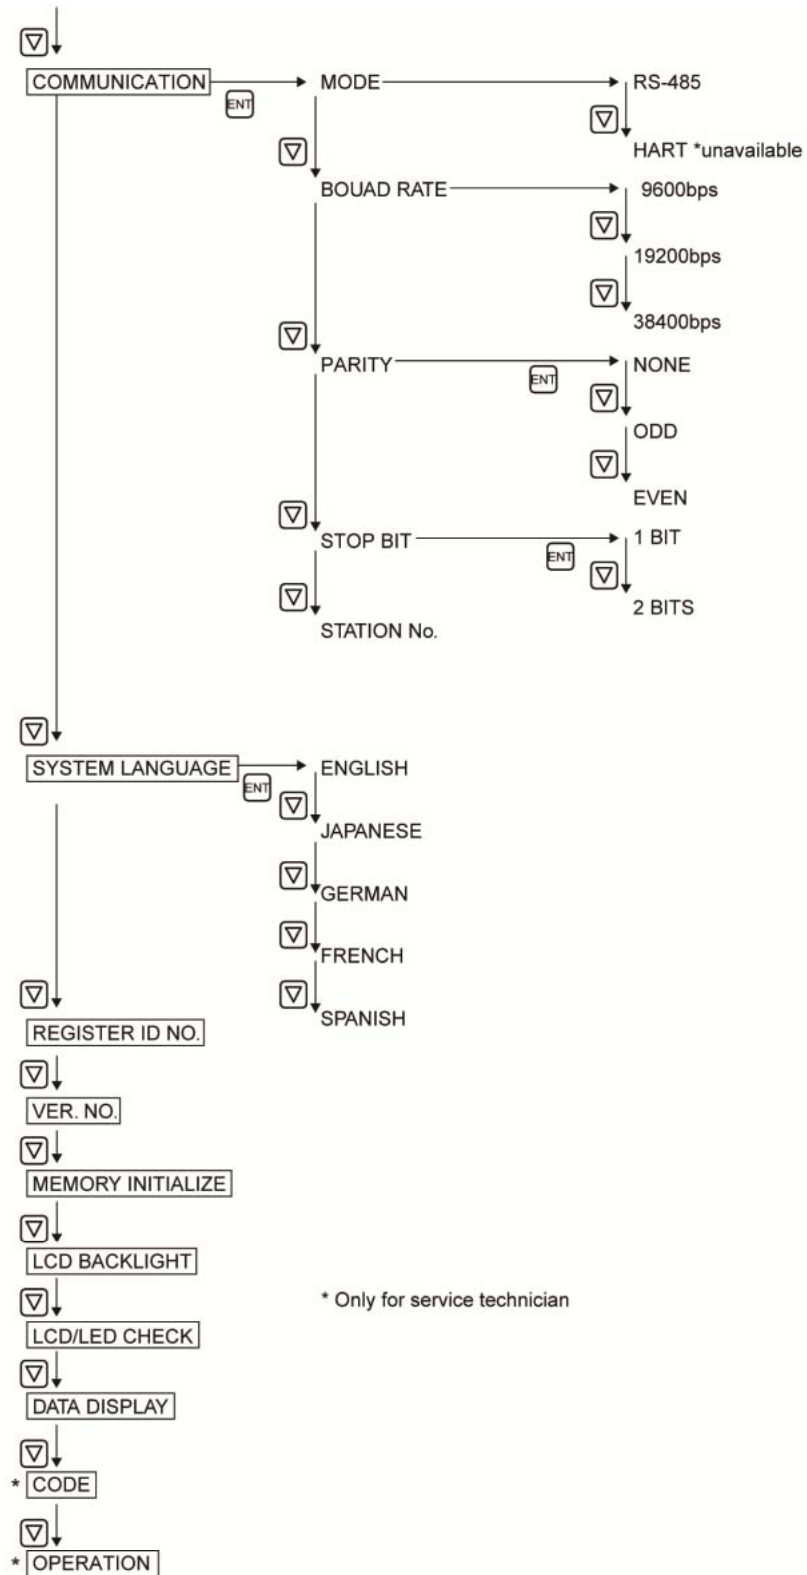 COMMUNICATION MODE RS-485
ENT
HART *unavailable
BOUAD RATE 9600bps
19200bps
38400bps
PARITY NONE
ENT
ODD
EVEN
STOP BIT 1 BIT
ENT
2 BITS
STATION No.
SYSTEM LANGUAGE ENGLISH
ENT
JAPANESE
GERMAN
FRENCH
SPANISH
REGISTER ID NO.
VER. NO.
MEMORY INITIALIZE
LCD BACKLIGHT
* Only for service technician
LCD/LED CHECK
DATA DISPLAY
* CODE
* OPERATION